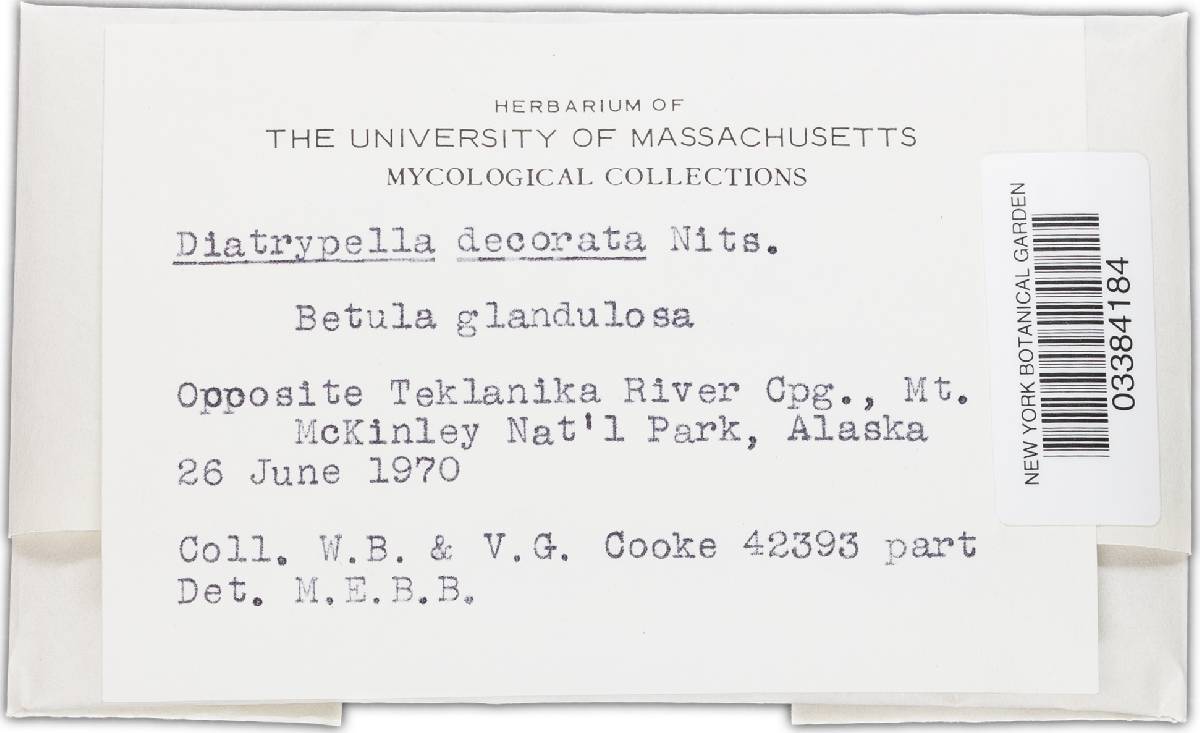 HERBARIUM OF
THE UNIVERSITY OF MASSACHUSETTS
MYCOLOGICAL COLLECTIONS
Diatrypella decorata Nits.
Betula glandulosa
Opposite Teklanika River Cpg., Mt.
McKinley Nat'l Park, Alaska
26 June 1970
Coll. W.B. & V.G. Cooke 42393 part
Det. M.E.B.B.
NEW YORK BOTANICAL GARDEN
03384184